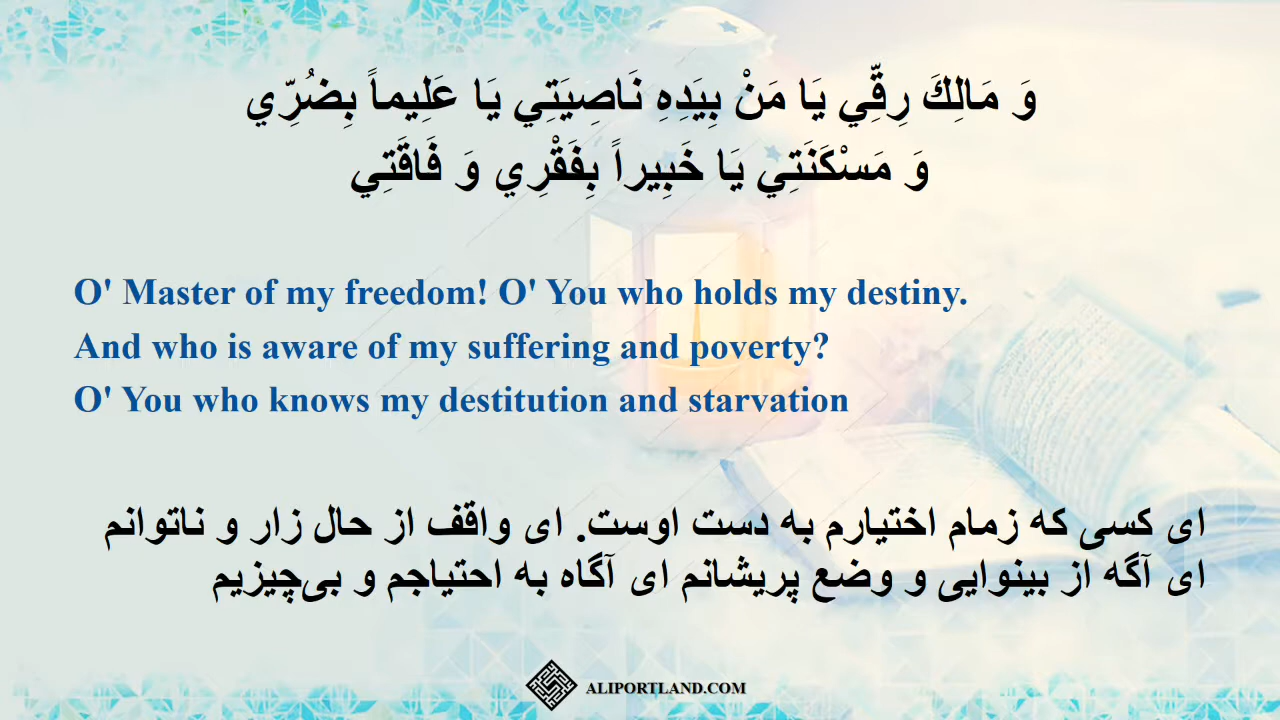 وَ مَالِكَ رِقِّي يَا مَنْ بِيَدِهِ نَاصِيَتِي يَا عَلِيماً بِضُرِّي
وَ مَسْكَنَتِي يَا خَبِيراً بِفَقْرِي وَ فَاقَتِي
O' Master of my freedom! O' You who holds my destiny.
And who is aware of my suffering and poverty?
O' You who knows my destitution and starvation
ای کسی که زمام اختیارم به دست اوست. ای واقف از حال زار و ناتوانم
ای آگه از بینوایی و وضع پریشانم ای آگاه به احتیاجم و بی‌چیزیم
ALIPORTLAND.COM